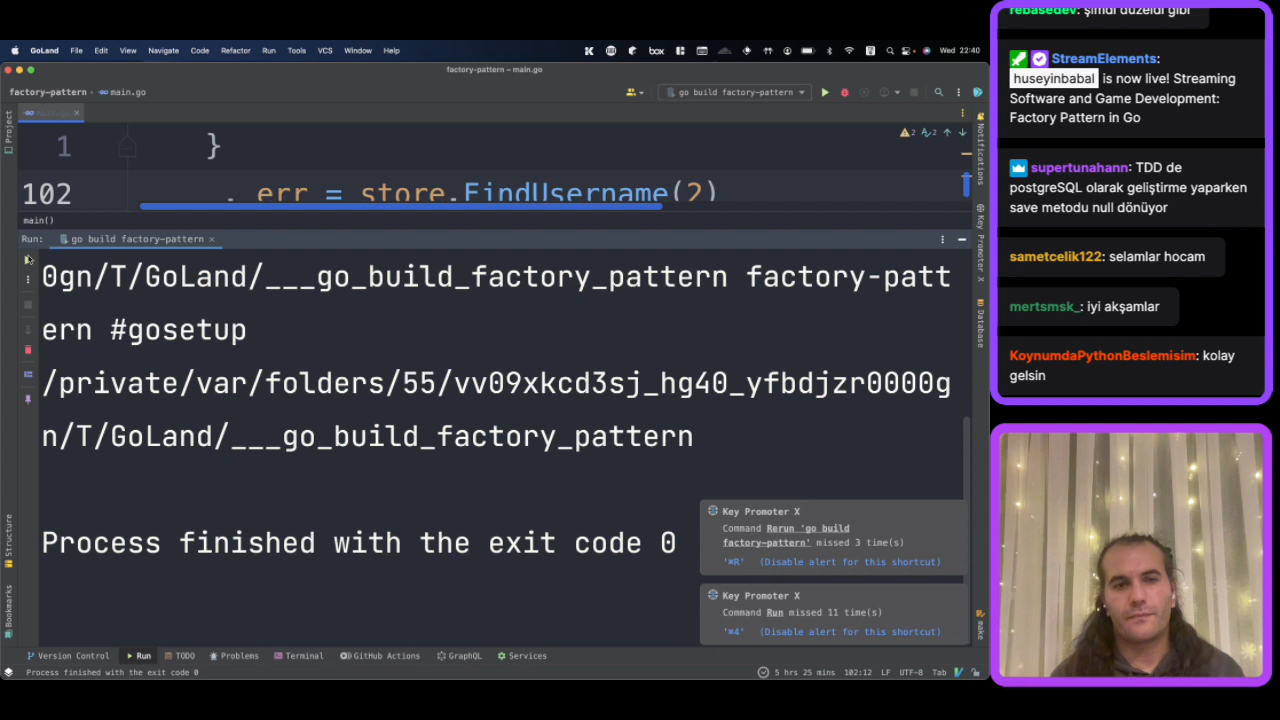 GoLand File Edit View Navigate Code Refactor Run Tools VCS Window Help
box
Wed 22:40
factory-pattern – main.go
factory-pattern main.go
go build factory-pattern
Project
2 2
1 }
102 _, err = store.FindUsername(2)
main()
Run: go build factory-pattern
0gn/T/GoLand/___go_build_factory_pattern factory-patt
ern #gosetup
/private/var/folders/55/vv09xkcd3sj_hg40_yfbdjzr0000g
n/T/GoLand/___go_build_factory_pattern
Process finished with the exit code 0
Key Promoter X
Command Rerun 'go build
factory-pattern' missed 3 time(s)
'⌘R' (Disable alert for this shortcut)
Key Promoter X
Command Run missed 11 time(s)
'⌘4' (Disable alert for this shortcut)
Structure
Bookmarks
Notifications
Key Promoter X
Database
make
Version Control Run TODO Problems Terminal GitHub Actions GraphQL Services
Process finished with the exit code 0
5 hrs 25 mins 102:12 LF UTF-8 Tab
rebasedev: şimdi düzeldi gibi
StreamElements:
huseyinbabal is now live! Streaming
Software and Game Development:
Factory Pattern in Go
supertunahann: TDD de
postgreSQL olarak geliştirme yaparken
save metodu null dönüyor
sametcelik122: selamlar hocam
mertsmsk_: iyi akşamlar
KoynumdaPythonBeslemisim: kolay
gelsin